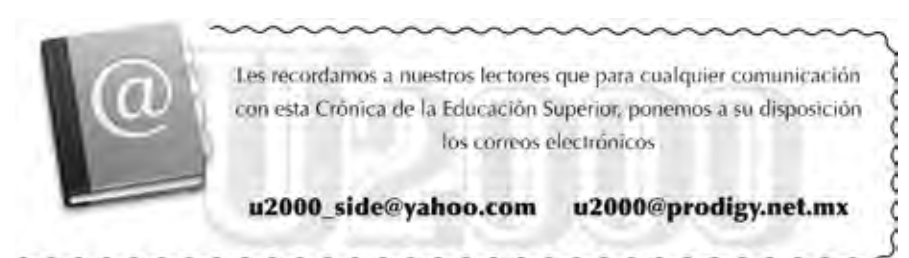 @
Les recordamos a nuestros lectores que para cualquier comunicación
con esta Crónica de la Educación Superior, ponemos a su disposición
los correos electrónicos
u2000_side@yahoo.com u2000@prodigy.net.mx
U2000